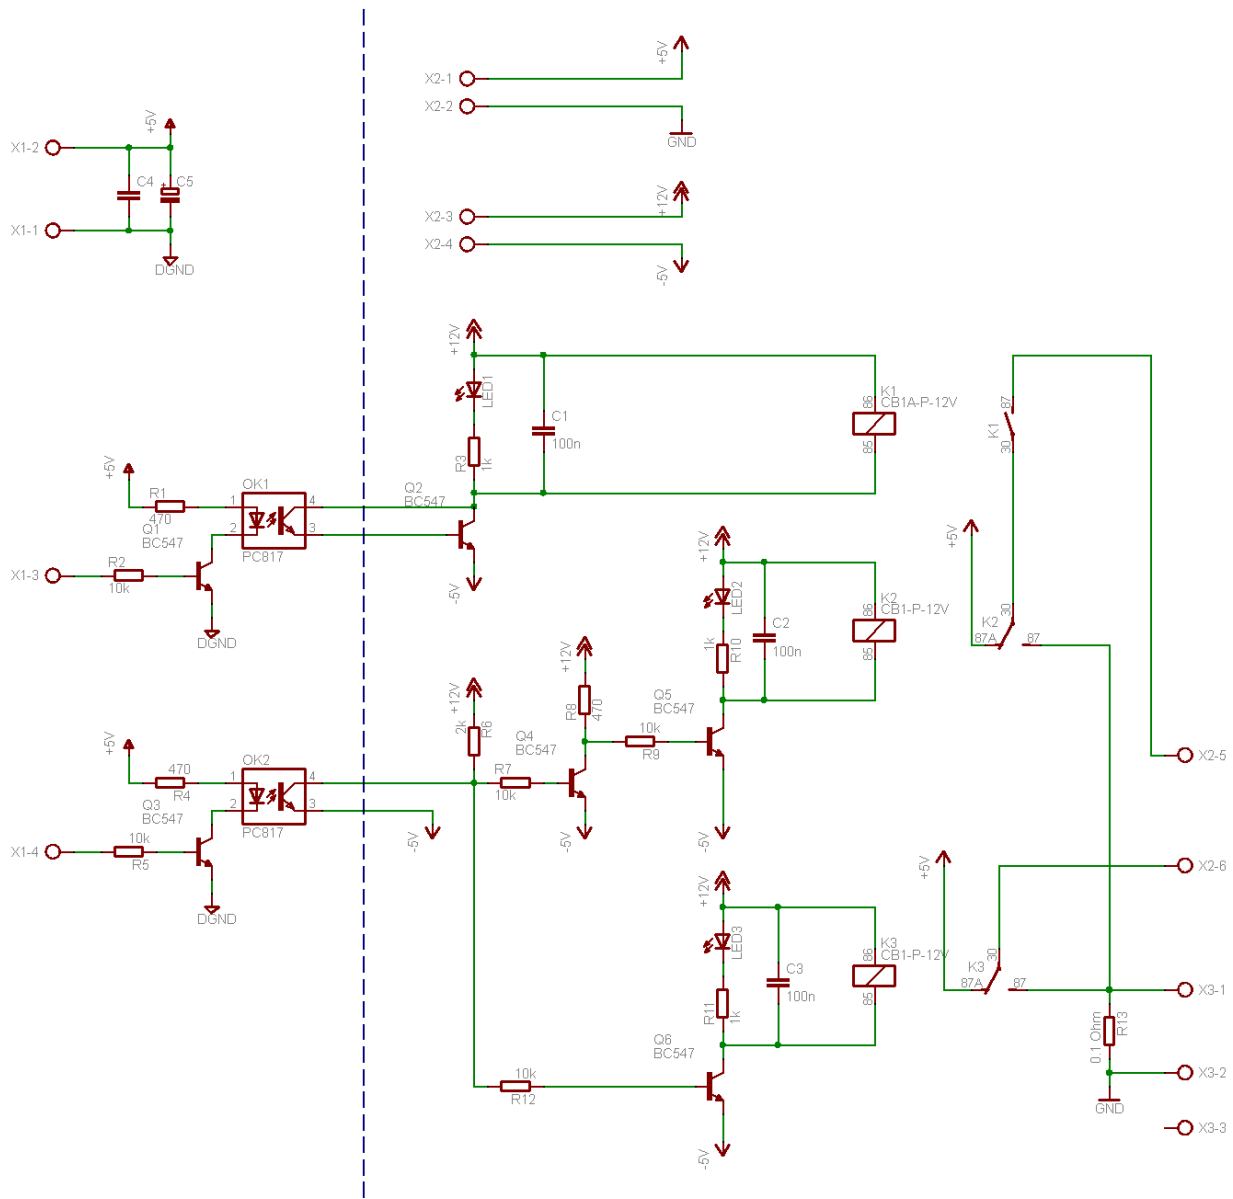 +5V
X2-1
X2-2
GND
+5V
X1-2
C4
C5
+
X1-1
DGND
+12V
X2-3
X2-4
-5V
+12V
LED1
C1
100n
R3
1k
86
K1
CB1A-P-12V
85
87
K1
30
+5V
R1
470
OK1
1
4
2
3
PC817
Q1
BC547
Q2
BC547
X1-3
R2
10k
DGND
-5V
+12V
LED2
C2
100n
1k
R10
86
K2
CB1-P-12V
85
+5V
30
K2
87A
87
+12V
R8
470
+12V
2k
R6
Q5
BC547
10k
R9
Q4
BC547
R7
10k
-5V
-5V
+5V
470
R4
OK2
1
4
2
3
PC817
Q3
BC547
X1-4
10k
R5
DGND
-5V
X2-5
X2-6
+5V
+12V
LED3
C3
100n
R11
1k
86
K3
CB1-P-12V
85
30
K3
87A
87
X3-1
0.1 Ohm
R13
X3-2
GND
X3-3
Q6
BC547
10k
R12
-5V